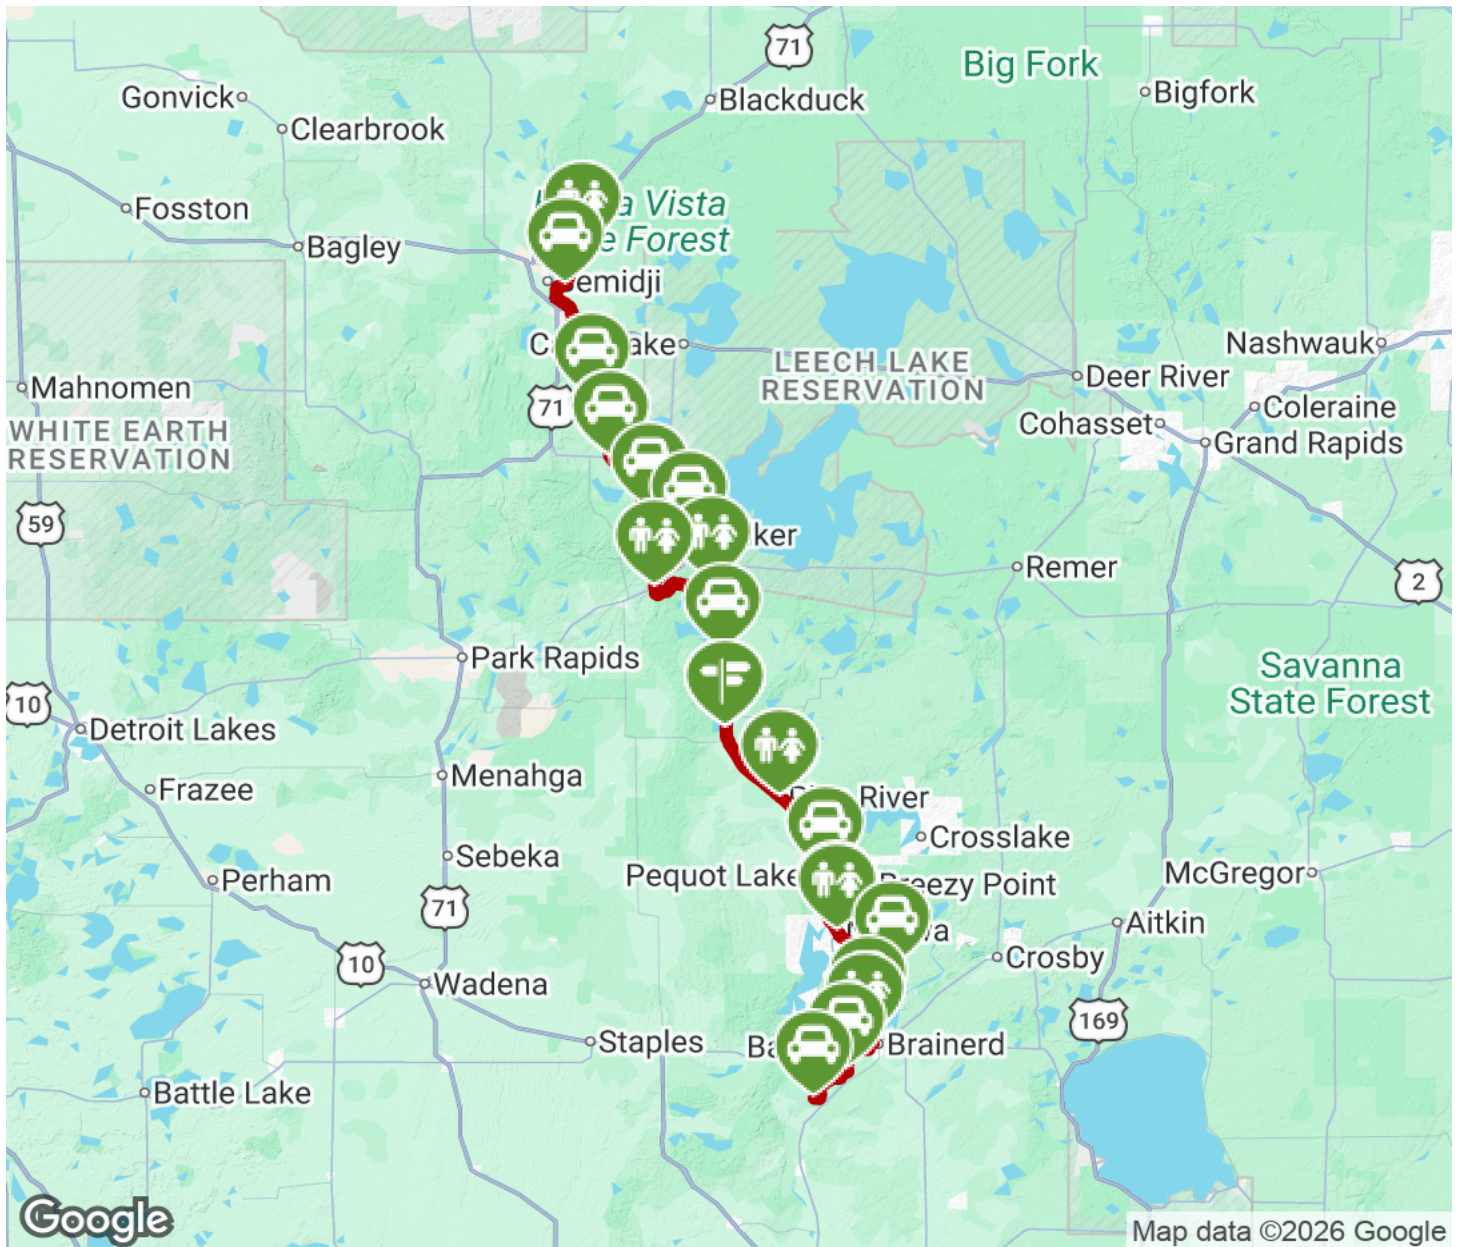 71
Big Fork
Gonvick
Blackduck
Bigfork
Clearbrook
a Vista
e Forest
Fosston
Bagley
emidji
C
ake
Nashwauk
LEECH LAKE
RESERVATION
Deer River
Mahnomen
71
Coleraine
Cohasset
WHITE EARTH
RESERVATION
Grand Rapids
59
ker
Remer
2
Park Rapids
Savanna
State Forest
10
Detroit Lakes
Menahga
Frazee
River
Crosslake
Sebeka
Pequot Lake
Breezy Point
McGregor
Perham
71
Aitkin
wa
10
Crosby
Wadena
169
Staples
Ba
Brainerd
Battle Lake
Google
Map data ©2026 Google